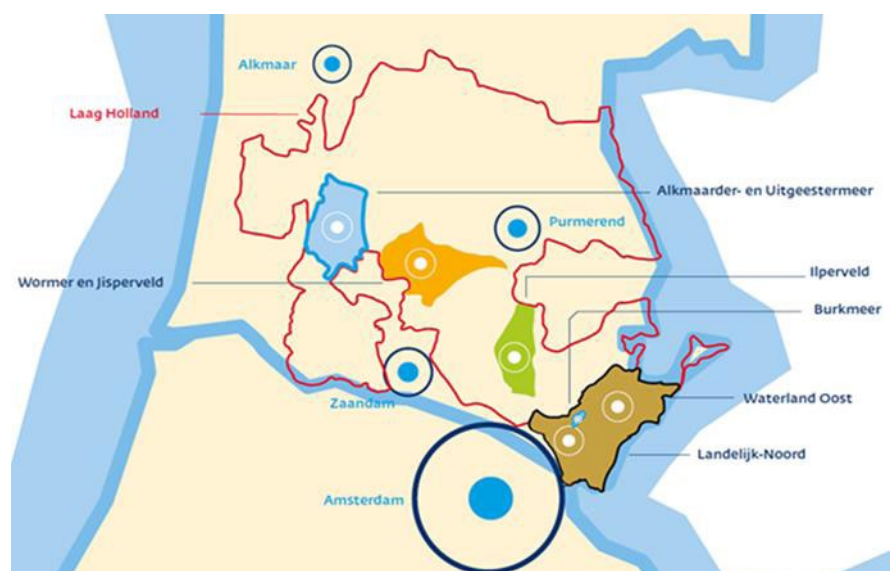 Alkmaar
Laag Holland
Alkmaarder- en Uitgeestermeer
Purmerend
Wormer en Jisperveld
Ilperveld
Burkmeer
Zaandam
Waterland Oost
Landelijk-Noord
Amsterdam